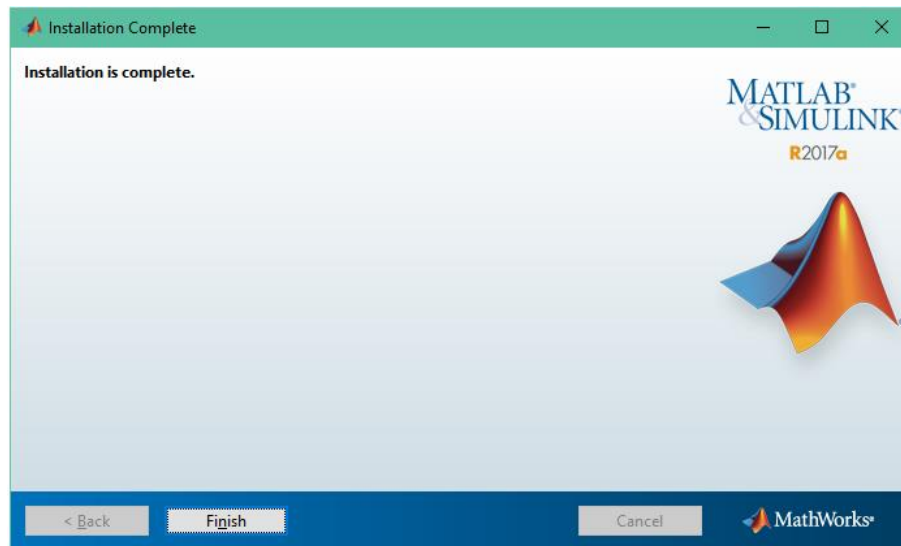 Installation Complete
Installation is complete.
MATLAB®
&SIMULINK®
R2017a
< Back
Finish
Cancel
MathWorks®